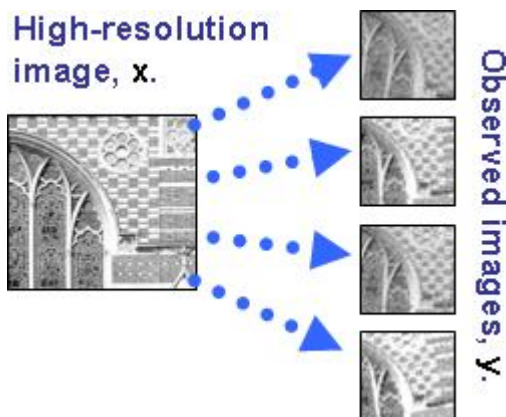 High-resolution
image, x.
Observed images, y.